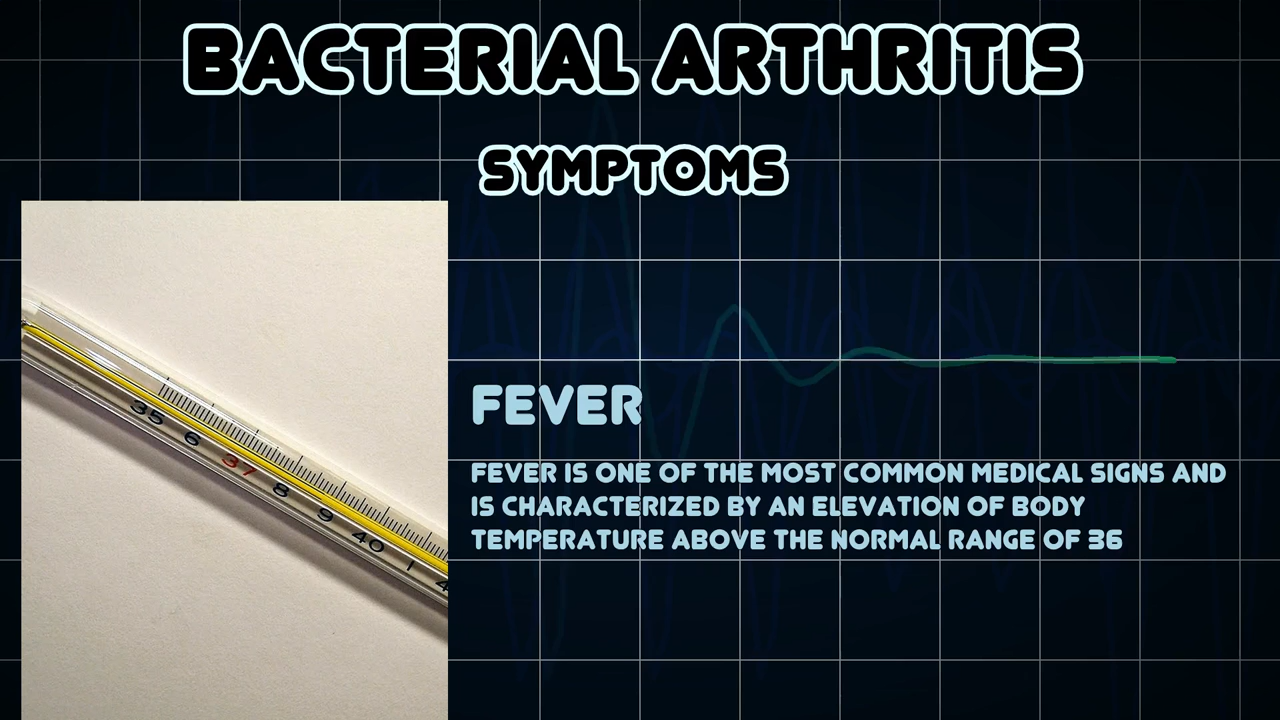 BACTERIAL ARTHRITIS
SYMPTOMS
FEVER
FEVER IS ONE OF THE MOST COMMON MEDICAL SIGNS AND
IS CHARACTERIZED BY AN ELEVATION OF BODY
TEMPERATURE ABOVE THE NORMAL RANGE OF 36
35 6 37 8 9 40 1 4